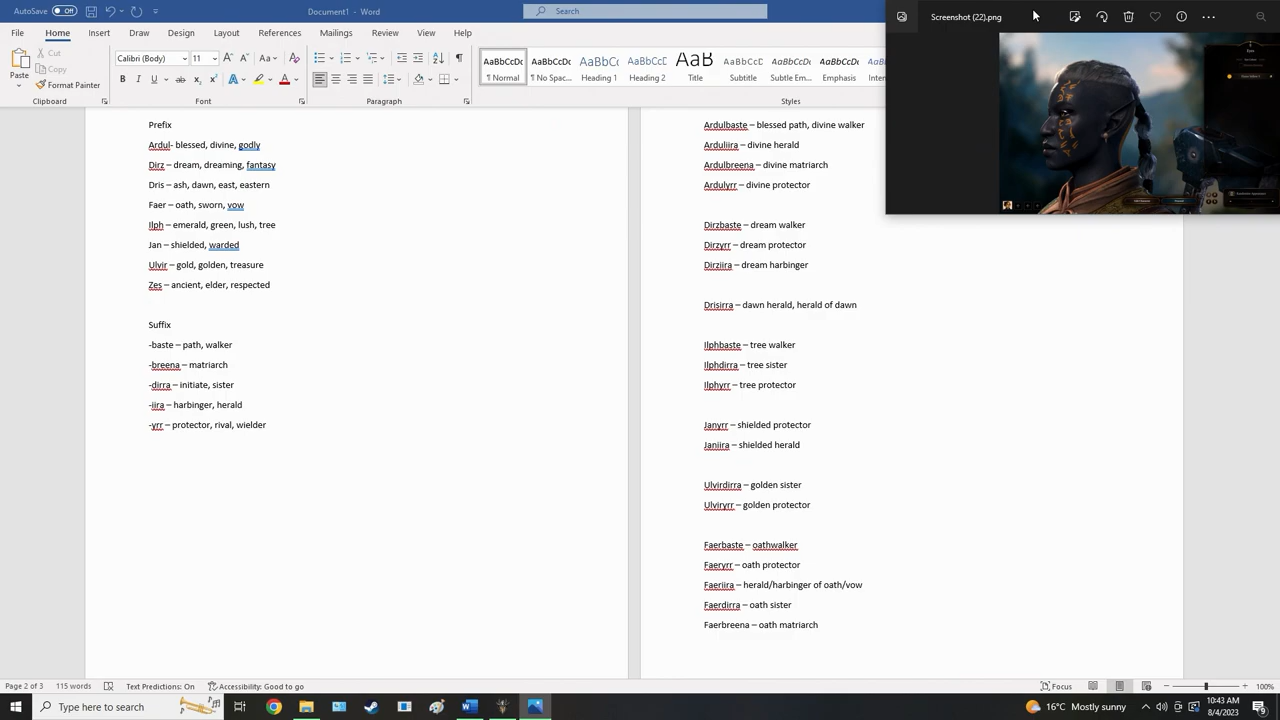 AutoSave
Off
Document1 - Word
Search
Screenshot (22).png
File
Home
Insert
Draw
Design
Layout
References
Mailings
Review
View
Help
Paste
Cut
Copy
Format Painter
Clipboard
Calibri (Body)
11
Font
Paragraph
¶ Normal
¶ No Spac...
Heading 1
Heading 2
Title
Subtitle
Subtle Em...
Emphasis
Styles
Prefix
Ardul- blessed, divine, godly
Dirz – dream, dreaming, fantasy
Dris – ash, dawn, east, eastern
Faer – oath, sworn, vow
Ilph – emerald, green, lush, tree
Jan – shielded, warded
Ulvir – gold, golden, treasure
Zes – ancient, elder, respected
Suffix
-baste – path, walker
-breena – matriarch
-dirra – initiate, sister
-iira – harbinger, herald
-yrr – protector, rival, wielder
Ardulbaste – blessed path, divine walker
Arduliira – divine herald
Ardulbreena – divine matriarch
Ardulyrr – divine protector
Dirzbaste – dream walker
Dirzyrr – dream protector
Dirziira – dream harbinger
Drisirra – dawn herald, herald of dawn
Ilphbaste – tree walker
Ilphdirra – tree sister
Ilphyrr – tree protector
Janyrr – shielded protector
Janiira – shielded herald
Ulvirdirra – golden sister
Ulviryrr – golden protector
Faerbaste – oathwalker
Faeryrr – oath protector
Faeriira – herald/harbinger of oath/vow
Faerdirra – oath sister
Faerbreena – oath matriarch
Page 2 of 3
115 words
Text Predictions: On
Accessibility: Good to go
Focus
100%
Type here to search
16°C Mostly sunny
10:43 AM
8/4/2023